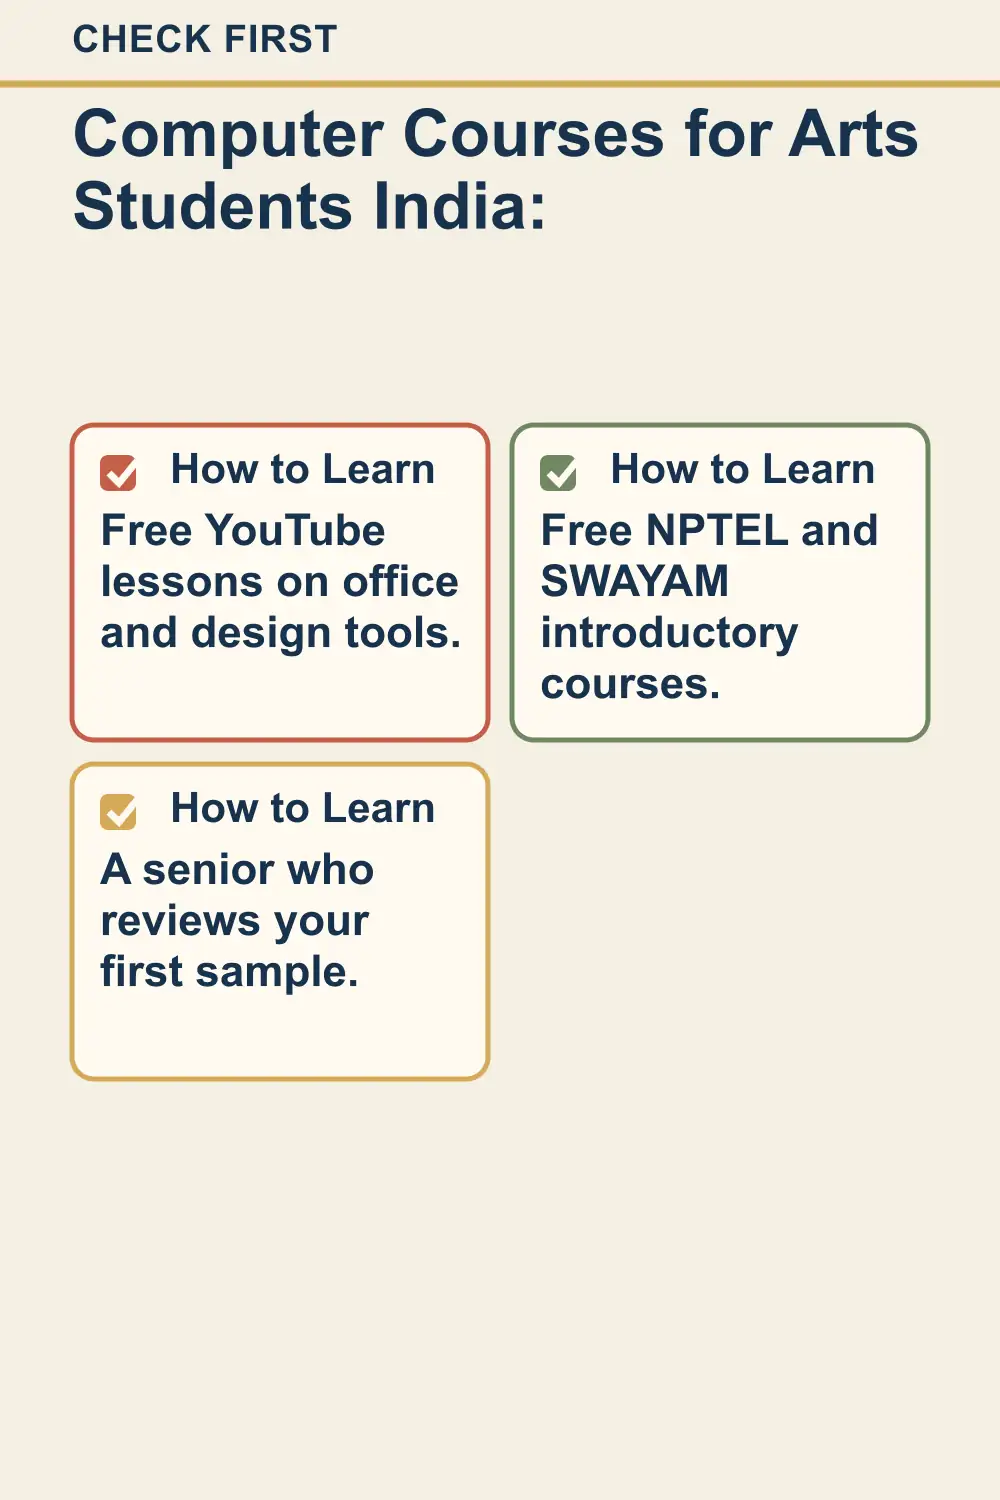 CHECK FIRST
Computer Courses for Arts
Students India:
How to Learn
Free YouTube
lessons on office
and design tools.
How to Learn
Free NPTEL and
SWAYAM
introductory
courses.
How to Learn
A senior who
reviews your
first sample.